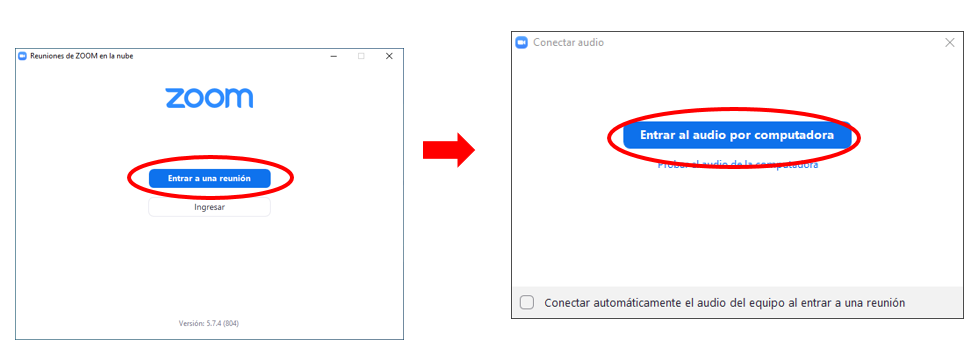 Reuniones de ZOOM en la nube
zoom
Entrar a una reunión
Ingresar
Versión: 5.7.4 (804)
Conectar audio
Entrar al audio por computadora
Probar el audio de la computadora
Conectar automáticamente el audio del equipo al entrar a una reunión